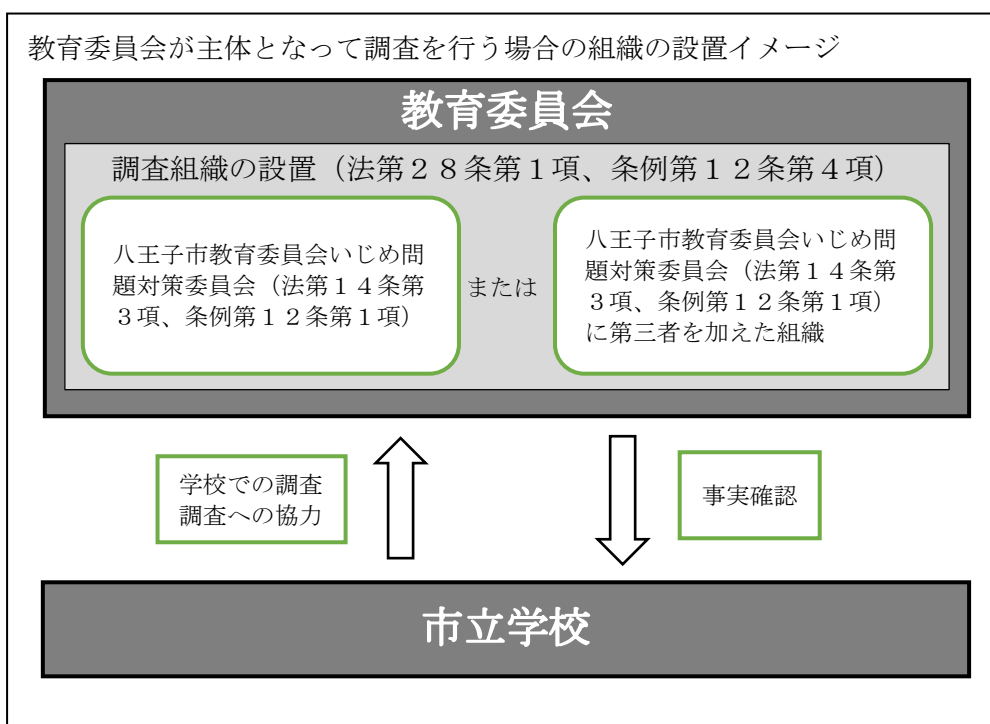 教育委員会が主体となって調査を行う場合の組織の設置イメージ
教育委員会
調査組織の設置（法第２８条第１項、条例第１２条第４項）
八王子市教育委員会いじめ問
題対策委員会（法第１４条第
３項、条例第１２条第１項）
または
八王子市教育委員会いじめ問
題対策委員会（法第１４条第
３項、条例第１２条第１項）
に第三者を加えた組織
学校での調査
調査への協力
事実確認
市立学校